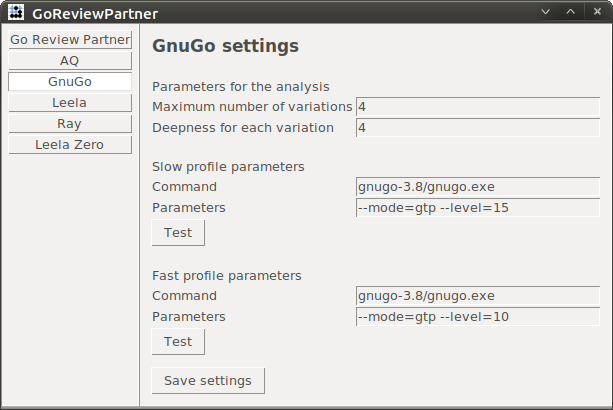 GoReviewPartner
Go Review Partner
AQ
GnuGo
Leela
Ray
Leela Zero
GnuGo settings
Parameters for the analysis
Maximum number of variations 4
Deepness for each variation 4
Slow profile parameters
Command gnugo-3.8/gnugo.exe
Parameters --mode=gtp --level=15
Test
Fast profile parameters
Command gnugo-3.8/gnugo.exe
Parameters --mode=gtp --level=10
Test
Save settings